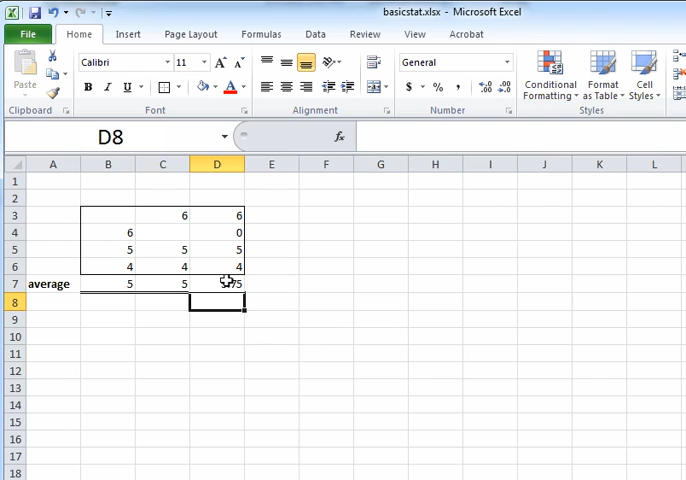 basicstat.xlsx - Microsoft Excel
File Home Insert Page Layout Formulas Data Review View Acrobat
Paste
Calibri 11 General
B I U A $ % ,
Conditional Formatting Format as Table Cell Styles
Clipboard Font Alignment Number Styles
D8 fx
A B C D E F G H I J K L
1
2
3 6 6
4 6 0
5 5 5 5
6 4 4 4
7 average 5 5
8
9
10
11
12
13
14
15
16
17
18